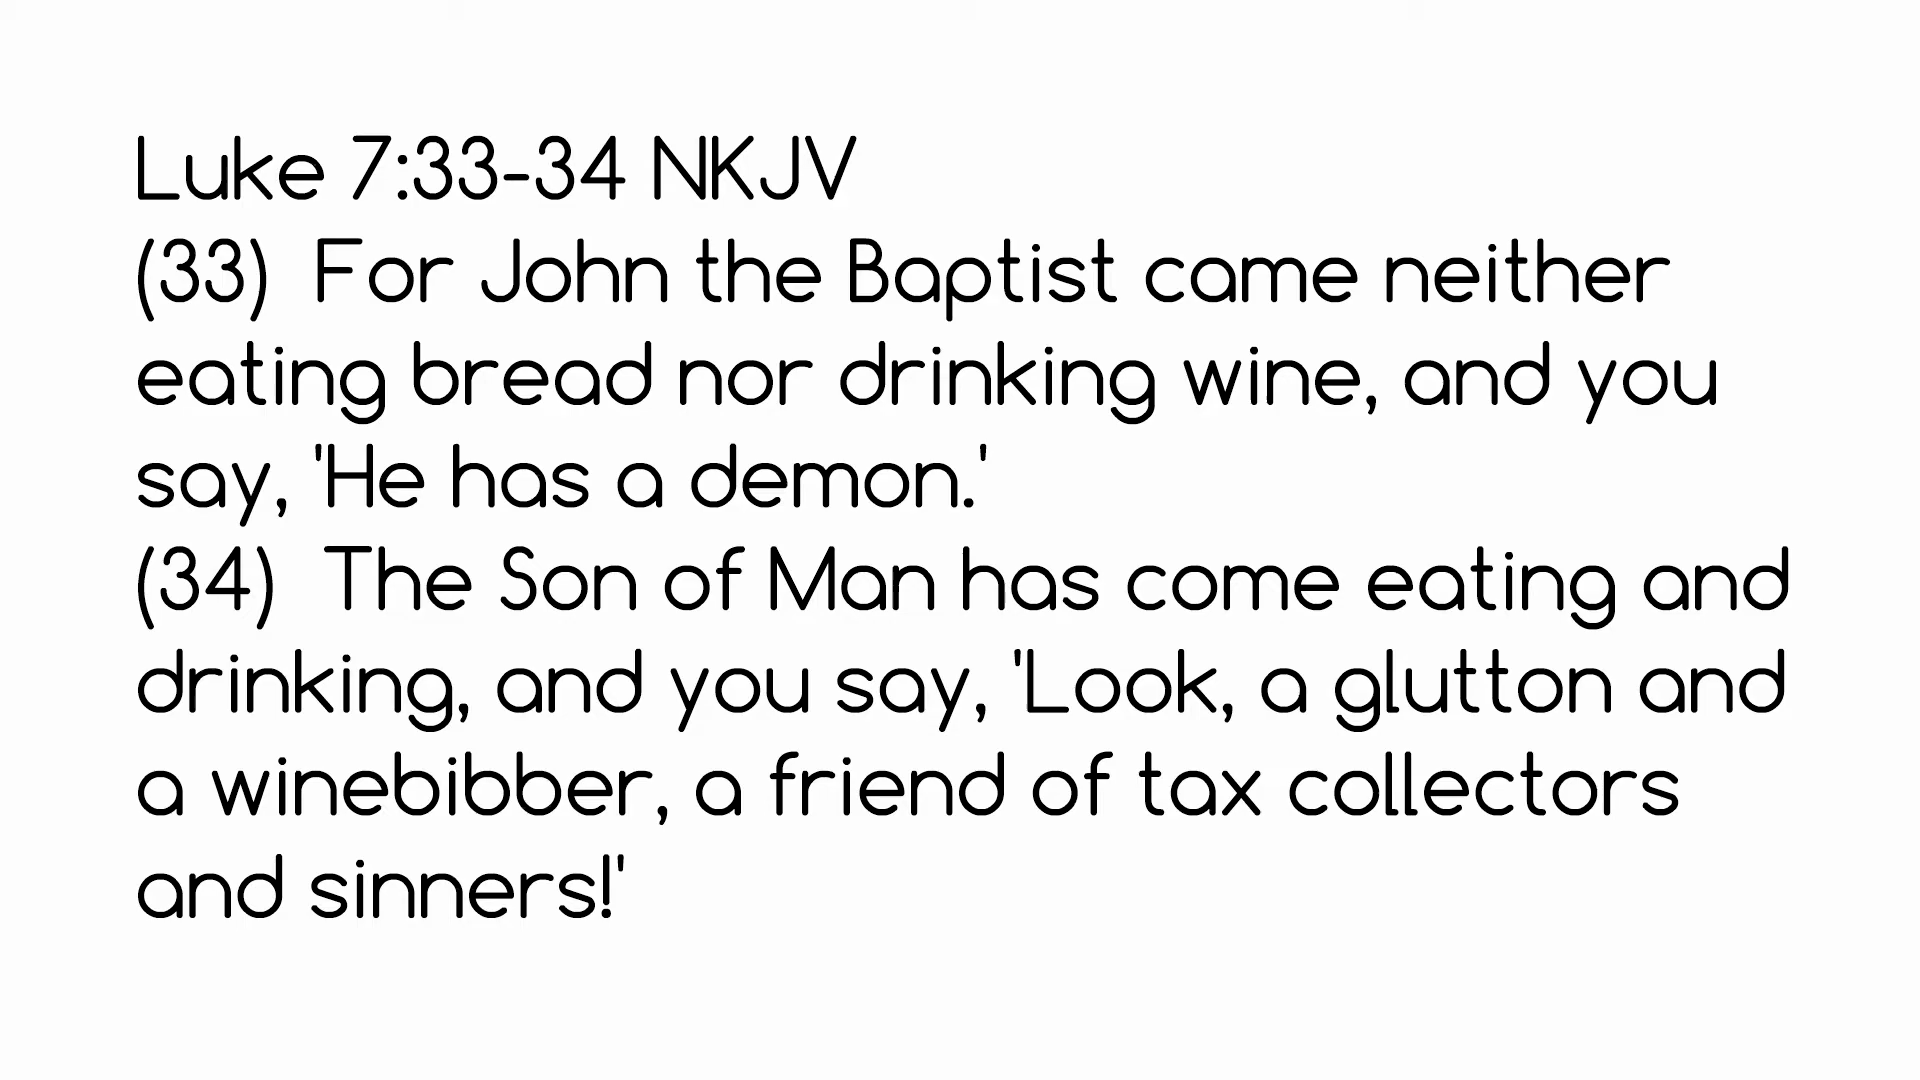 Luke 7:33-34 NKJV
(33)  For John the Baptist came neither
eating bread nor drinking wine, and you
say, 'He has a demon.'
(34)  The Son of Man has come eating and
drinking, and you say, 'Look, a glutton and
a winebibber, a friend of tax collectors
and sinners!'